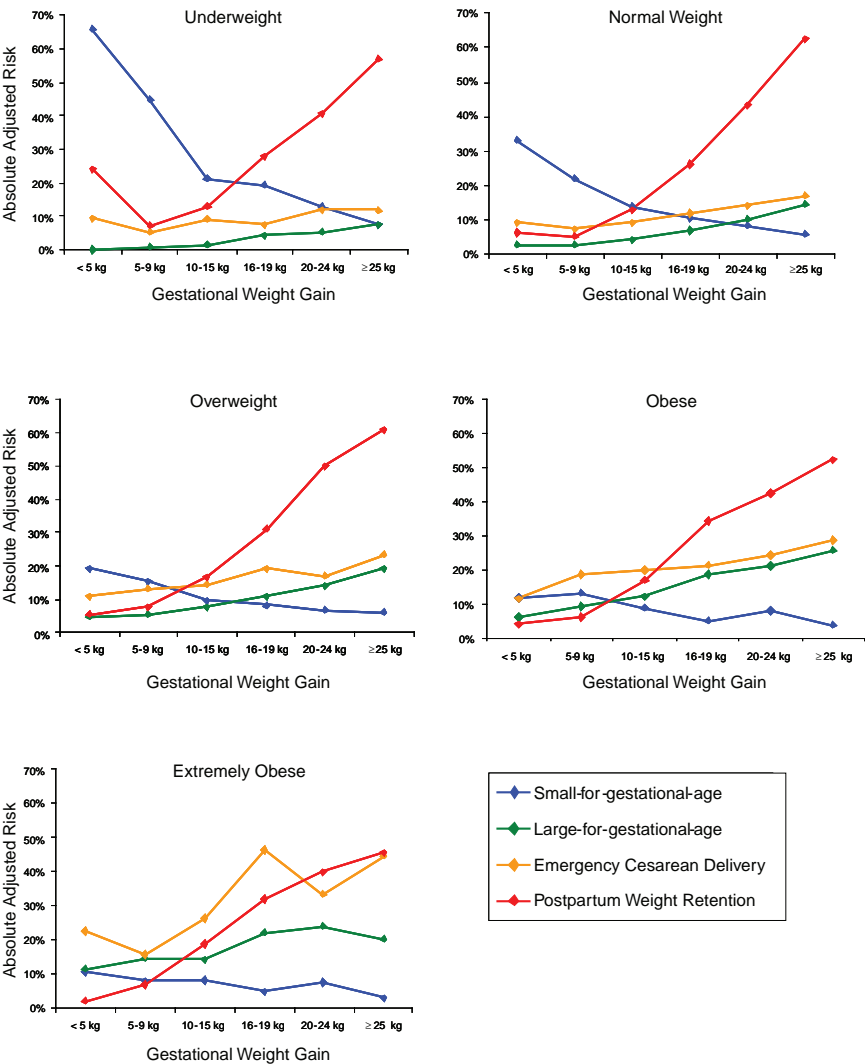 Underweight
Absolute Adjusted Risk
70%
60%
50%
40%
30%
20%
10%
0%
< 5 kg 5-9 kg 10-15 kg 16-19 kg 20-24 kg ≥25 kg
Gestational Weight Gain
Normal Weight
70%
60%
50%
40%
30%
20%
10%
0%
< 5 kg 5-9 kg 10-15 kg 16-19 kg 20-24 kg ≥25 kg
Gestational Weight Gain
Overweight
Absolute Adjusted Risk
70%
60%
50%
40%
30%
20%
10%
0%
< 5 kg 5-9 kg 10-15 kg 16-19 kg 20-24 kg ≥25 kg
Gestational Weight Gain
Obese
70%
60%
50%
40%
30%
20%
10%
0%
< 5 kg 5-9 kg 10-15 kg 16-19 kg 20-24 kg ≥25 kg
Gestational Weight Gain
Extremely Obese
Absolute Adjusted Risk
70%
60%
50%
40%
30%
20%
10%
0%
< 5 kg 5-9 kg 10-15 kg 16-19 kg 20-24 kg ≥25 kg
Gestational Weight Gain
Small-for-gestational-age
Large-for-gestational-age
Emergency Cesarean Delivery
Postpartum Weight Retention